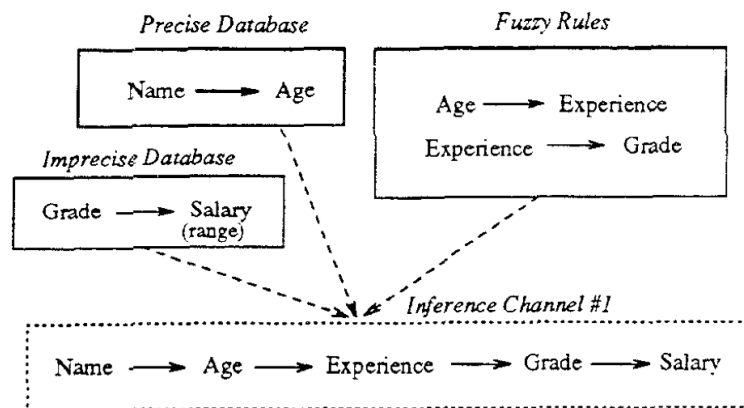 Precise Database
Name Age
Fuzzy Rules
Age Experience
Experience Grade
Imprecise Database
Grade Salary
(range)
Inference Channel #1
Name Age Experience Grade Salary